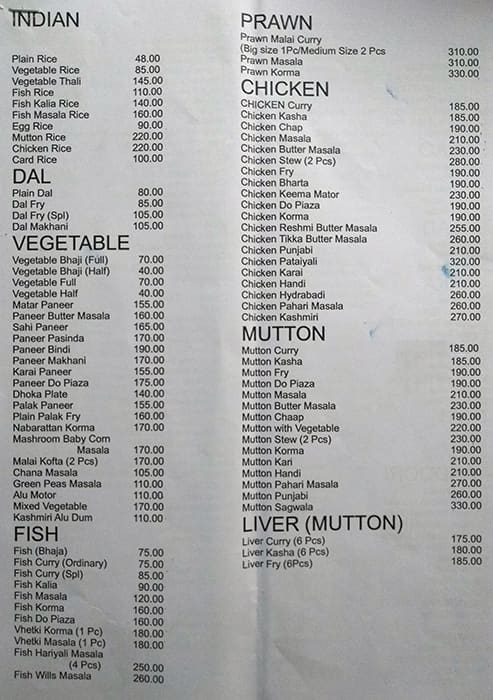 INDIAN
Plain Rice 48.00
Vegetable Rice 85.00
Vegetable Thali 145.00
Fish Rice 110.00
Fish Kalia Rice 140.00
Fish Masala Rice 160.00
Egg Rice 90.00
Mutton Rice 220.00
Chicken Rice 220.00
Card Rice 100.00
DAL
Plain Dal 80.00
Dal Fry 85.00
Dal Fry (Spl) 105.00
Dal Makhani 105.00
VEGETABLE
Vegetable Bhaji (Full) 70.00
Vegetable Bhaji (Half) 40.00
Vegetable Full 70.00
Vegetable Half 40.00
Matar Paneer 155.00
Paneer Butter Masala 160.00
Sahi Paneer 165.00
Paneer Pasinda 170.00
Paneer Bindi 190.00
Paneer Makhani 170.00
Karai Paneer 155.00
Paneer Do Piaza 175.00
Dhoka Plate 140.00
Palak Paneer 155.00
Plain Palak Fry 160.00
Nabarattan Korma 170.00
Mashroom Baby Corn
Masala 170.00
Malai Kofta (2 Pcs) 170.00
Chana Masala 105.00
Green Peas Masala 110.00
Alu Motor 110.00
Mixed Vegetable 170.00
Kashmiri Alu Dum 110.00
FISH
Fish (Bhaja) 75.00
Fish Curry (Ordinary) 75.00
Fish Curry (Spl) 85.00
Fish Kalia 90.00
Fish Masala 120.00
Fish Korma 160.00
Fish Do Piaza 160.00
Vhetki Korma (1 Pc) 180.00
Vhetki Masala (1 Pc) 180.00
Fish Hariyali Masala
(4 Pcs) 250.00
Fish Wills Masala 260.00
PRAWN
Prawn Malai Curry
(Big size 1Pc/Medium Size 2 Pcs 310.00
Prawn Masala 310.00
Prawn Korma 330.00
CHICKEN
CHICKEN Curry 185.00
Chicken Kasha 185.00
Chicken Chap 190.00
Chicken Masala 210.00
Chicken Butter Masala 230.00
Chicken Stew (2 Pcs) 280.00
Chicken Fry 190.00
Chicken Bharta 190.00
Chicken Keema Mator 230.00
Chicken Do Piaza 190.00
Chicken Korma 190.00
Chicken Reshmi Butter Masala 255.00
Chicken Tikka Butter Masala 260.00
Chicken Punjabi 210.00
Chicken Pataiyali 320.00
Chicken Karai 210.00
Chicken Handi 210.00
Chicken Hydrabadi 260.00
Chicken Pahari Masala 260.00
Chicken Kashmiri 270.00
MUTTON
Mutton Curry 185.00
Mutton Kasha 185.00
Mutton Fry 190.00
Mutton Do Piaza 190.00
Mutton Masala 210.00
Mutton Butter Masala 230.00
Mutton Chaap 190.00
Mutton with Vegetable 220.00
Mutton Stew (2 Pcs) 230.00
Mutton Korma 190.00
Mutton Kari 210.00
Mutton Handi 210.00
Mutton Pahari Masala 270.00
Mutton Punjabi 260.00
Mutton Sagwala 330.00
LIVER (MUTTON)
Liver Curry (6 Pcs) 175.00
Liver Kasha (6 Pcs) 180.00
Liver Fry (6Pcs) 185.00